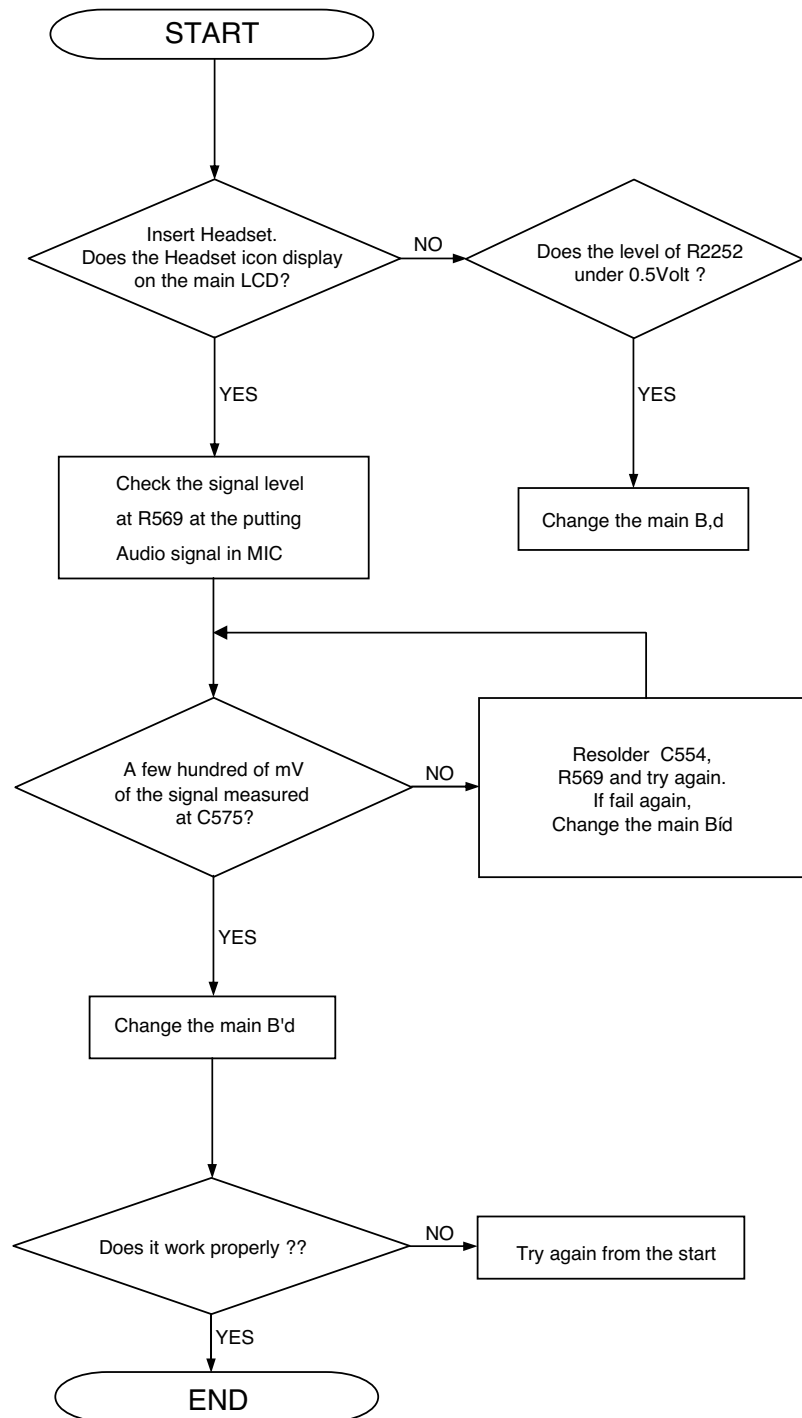 START
Insert Headset.
Does the Headset icon display
on the main LCD?
NO
Does the level of R2252
under 0.5Volt ?
YES
YES
Check the signal level
at R569 at the putting
Audio signal in MIC
Change the main B,d
A few hundred of mV
of the signal measured
at C575?
NO
Resolder C554,
R569 and try again.
If fail again,
Change the main Bíd
YES
Change the main B'd
Does it work properly ??
NO
Try again from the start
YES
END